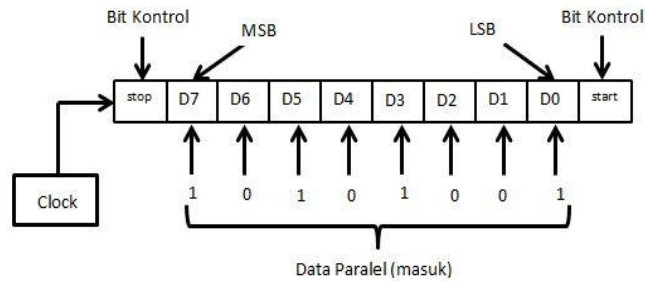 Bit Kontrol
MSB
LSB
Bit Kontrol
stop D7 D6 D5 D4 D3 D2 D1 D0 start
1 0 1 0 1 0 0 1
Clock
Data Paralel (masuk)